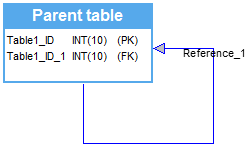 Parent table
Table1_ID INT(10) (PK)
Table1_ID_1 INT(10) (FK)
Reference_1